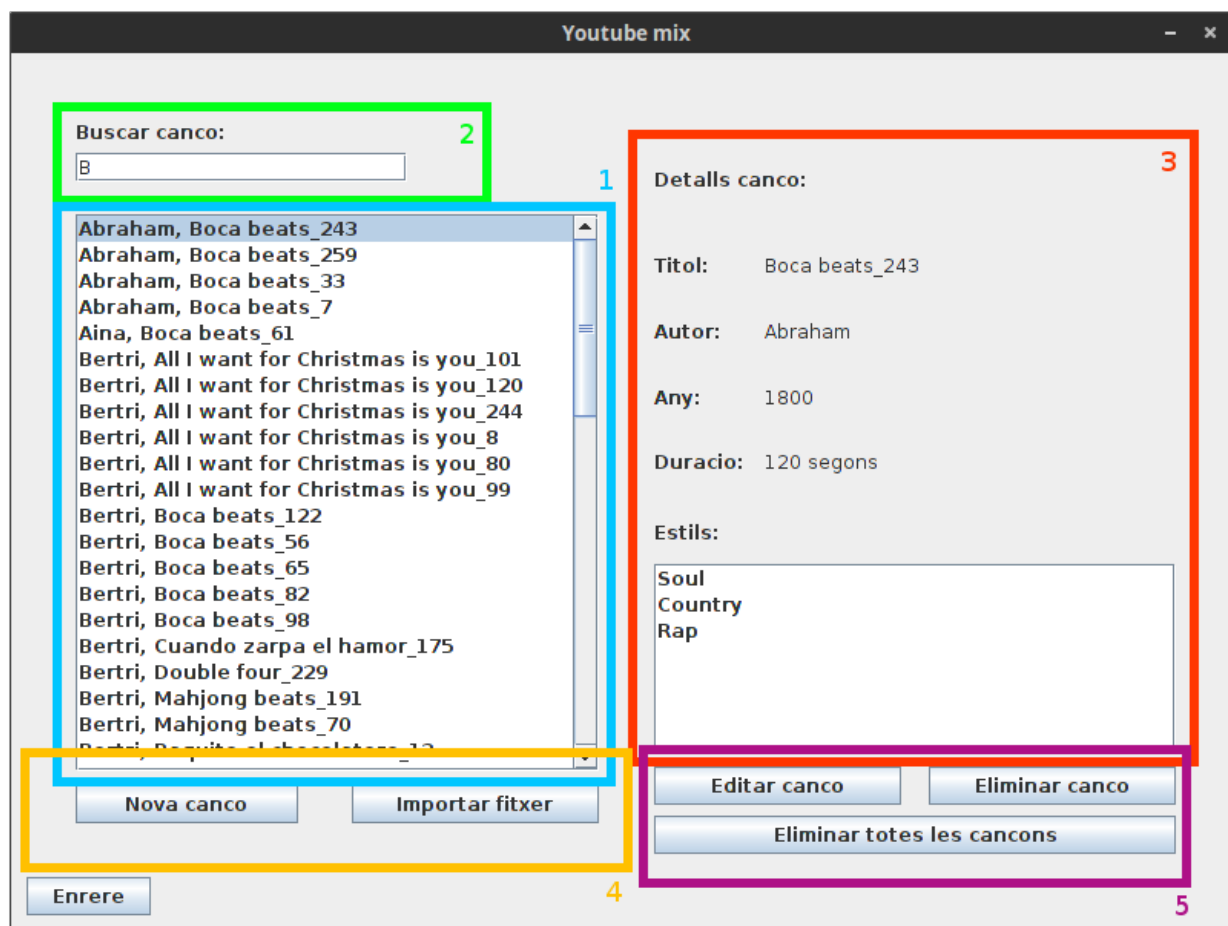 Youtube mix
Buscar canco:
2
B
1
Abraham, Boca beats_243
Abraham, Boca beats_259
Abraham, Boca beats_33
Abraham, Boca beats_7
Aina, Boca beats_61
Bertri, All I want for Christmas is you_101
Bertri, All I want for Christmas is you_120
Bertri, All I want for Christmas is you_244
Bertri, All I want for Christmas is you_8
Bertri, All I want for Christmas is you_80
Bertri, All I want for Christmas is you_99
Bertri, Boca beats_122
Bertri, Boca beats_56
Bertri, Boca beats_65
Bertri, Boca beats_82
Bertri, Boca beats_98
Bertri, Cuando zarpa el hamor_175
Bertri, Double four_229
Bertri, Mahjong beats_191
Bertri, Mahjong beats_70
Nova canco
Importar fitxer
4
Enrere
3
Detalls canco:
Titol: Boca beats_243
Autor: Abraham
Any: 1800
Duracio: 120 segons
Estils:
Soul
Country
Rap
Editar canco
Eliminar canco
Eliminar totes les cancons
5